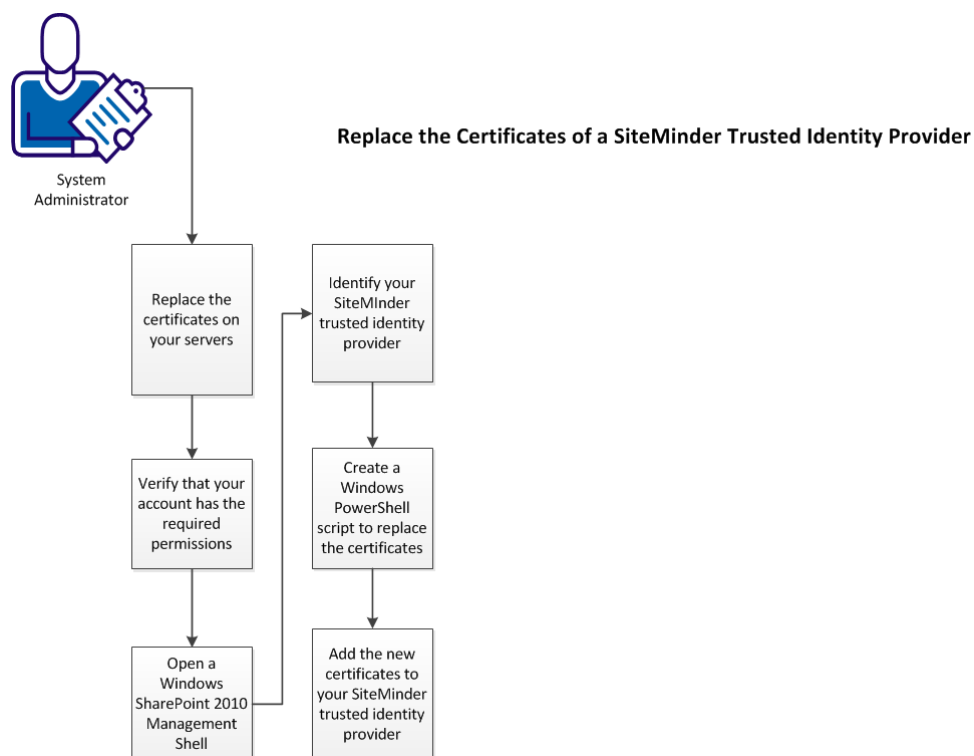 Replace the Certificates of a SiteMinder Trusted Identity Provider
System
Administrator
Replace the
certificates on
your servers
Verify that your
account has the
required
permissions
Open a
Windows
SharePoint 2010
Management
Shell
Identify your
SiteMInder
trusted identity
provider
Create a
Windows
PowerShell
script to replace
the certificates
Add the new
certificates to
your SiteMinder
trusted identity
provider